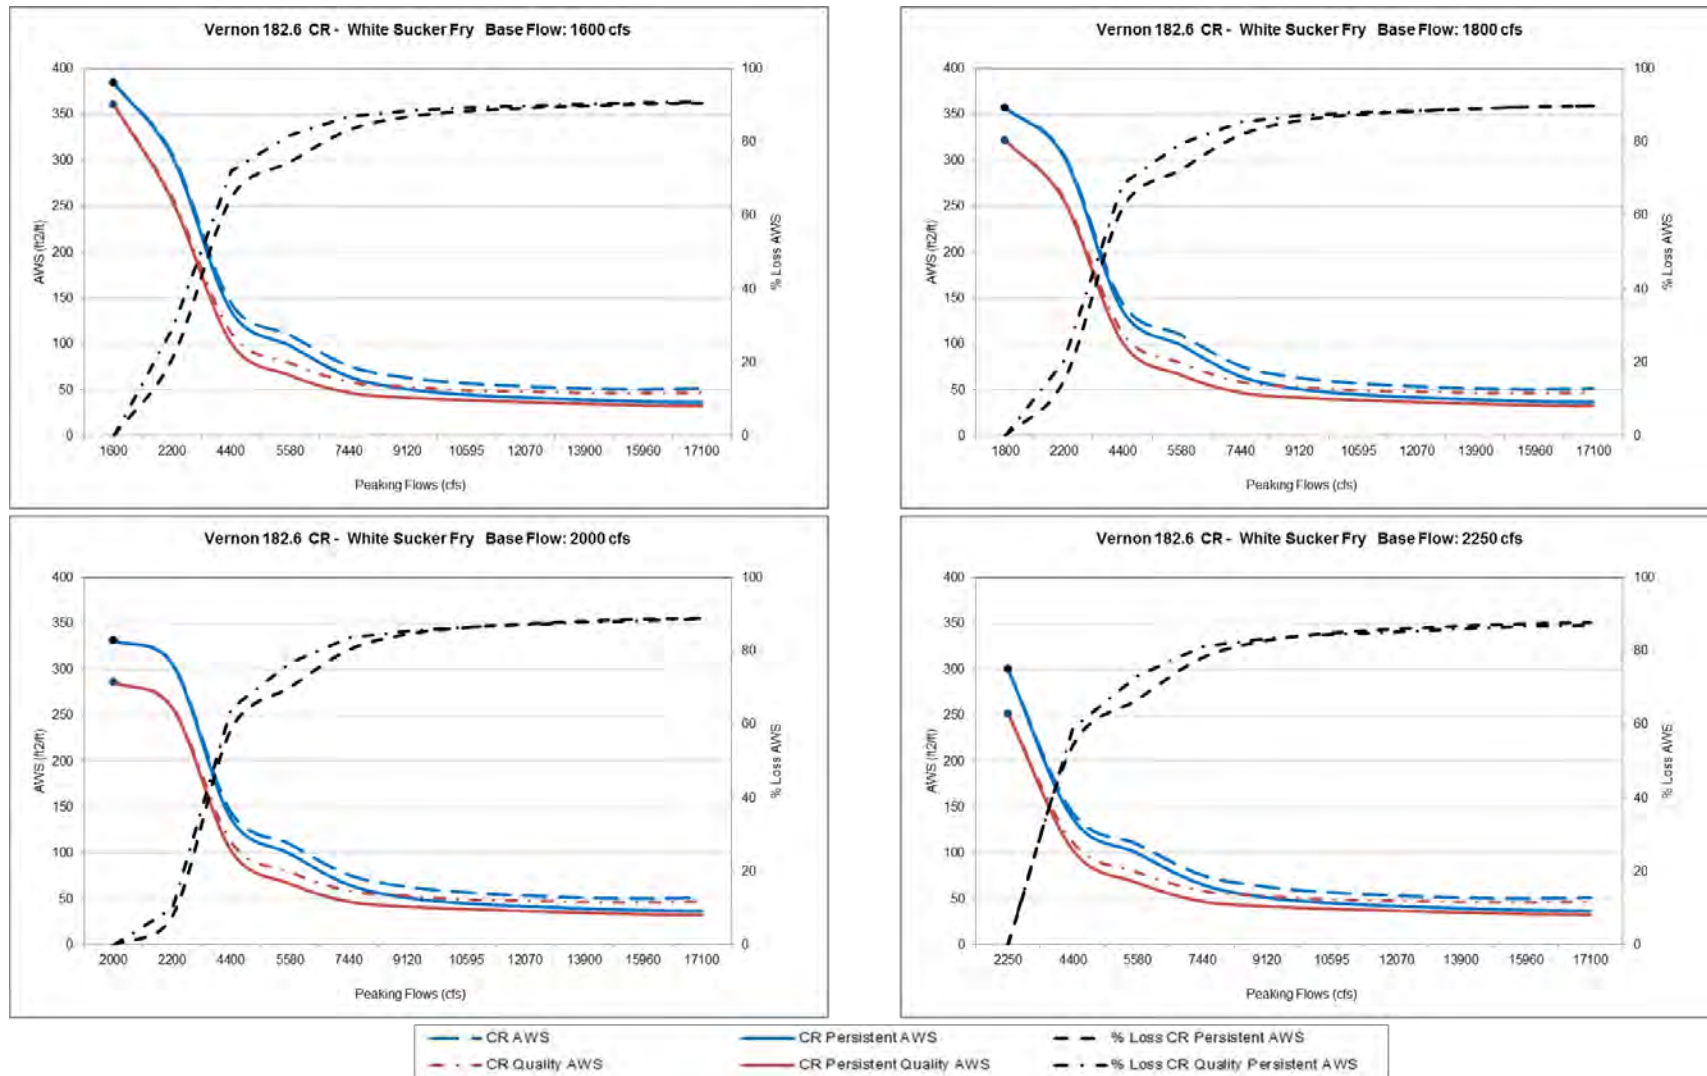 Vernon 182.6 CR - White Sucker Fry Base Flow: 1600 cfs
400
350
300
250
200
150
100
50
0
AWS (ft2/ft)
100
80
60
40
20
0
% Loss AWS
1600 2200 4400 5580 7440 9120 10595 12070 13900 15960 17100
Peaking Flows (cfs)
Vernon 182.6 CR - White Sucker Fry Base Flow: 1800 cfs
400
350
300
250
200
150
100
50
0
AWS (ft2/ft)
100
80
60
40
20
0
% Loss AWS
1800 2200 4400 5580 7440 9120 10595 12070 13900 15960 17100
Peaking Flows (cfs)
Vernon 182.6 CR - White Sucker Fry Base Flow: 2000 cfs
400
350
300
250
200
150
100
50
0
AWS (ft2/ft)
100
80
60
40
20
0
% Loss AWS
2000 2200 4400 5580 7440 9120 10595 12070 13900 15960 17100
Peaking Flows (cfs)
Vernon 182.6 CR - White Sucker Fry Base Flow: 2250 cfs
400
350
300
250
200
150
100
50
0
AWS (ft2/ft)
100
80
60
40
20
0
% Loss AWS
2250 4400 5580 7440 9120 10595 12070 13900 15960 17100
Peaking Flows (cfs)
CR AWS CR Persistent AWS % Loss CR Persistent AWS
CR Quality AWS CR Persistent Quality AWS % Loss CR Quality Persistent AWS